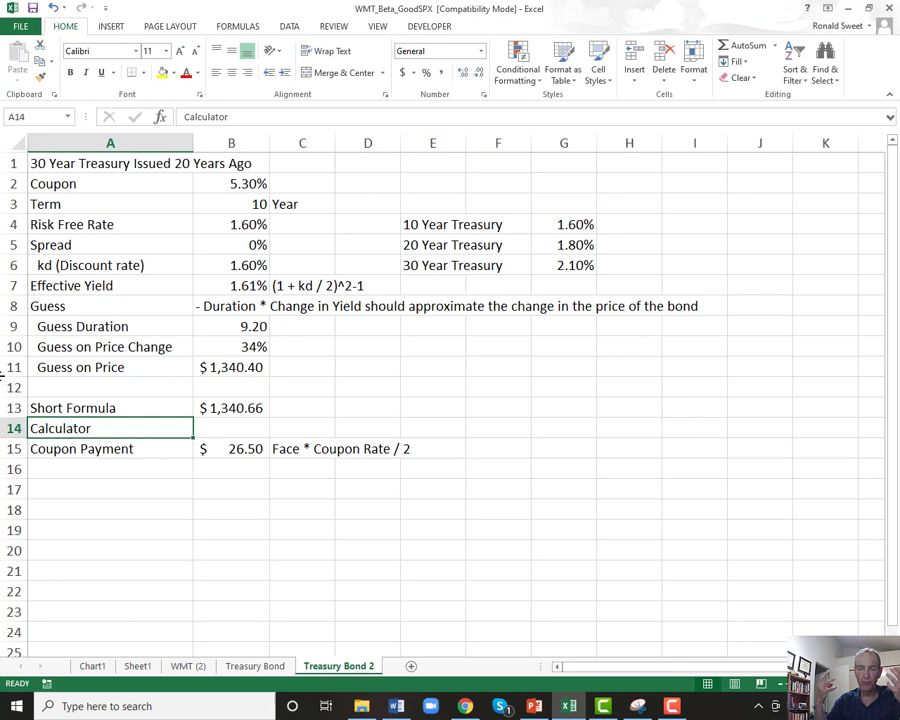 WMT_Beta_GoodSPX [Compatibility Mode] - Excel
FILE HOME INSERT PAGE LAYOUT FORMULAS DATA REVIEW VIEW DEVELOPER Ronald Sweet
Calibri 11 Wrap Text General AutoSum
Paste Merge & Center Conditional Formatting Format as Table Cell Styles Insert Delete Format Fill Clear Sort & Filter Find & Select
Clipboard Font Alignment Number Styles Cells Editing
A14 Calculator
A B C D E F G H I J K
1 30 Year Treasury Issued 20 Years Ago
2 Coupon 5.30%
3 Term 10 Year
4 Risk Free Rate 1.60% 10 Year Treasury 1.60%
5 Spread 0% 20 Year Treasury 1.80%
6 kd (Discount rate) 1.60% 30 Year Treasury 2.10%
7 Effective Yield 1.61% (1 + kd / 2)^2-1
8 Guess - Duration * Change in Yield should approximate the change in the price of the bond
9 Guess Duration 9.20
10 Guess on Price Change 34%
11 Guess on Price $ 1,340.40
12
13 Short Formula $ 1,340.66
14 Calculator
15 Coupon Payment $ 26.50 Face * Coupon Rate / 2
16
17
18
19
20
21
22
23
24
25
Chart1 Sheet1 WMT (2) Treasury Bond Treasury Bond 2
READY
Type here to search